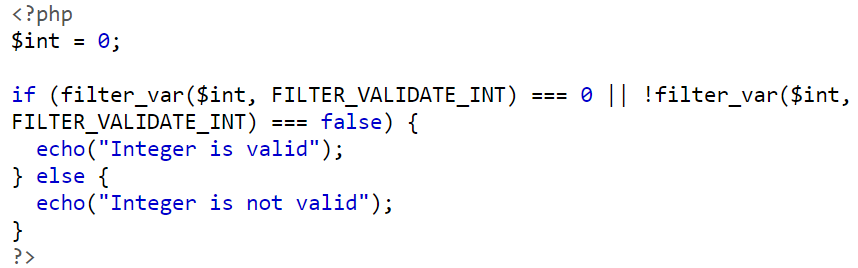 <?php
$int = 0;

if (filter_var($int, FILTER_VALIDATE_INT) === 0 || !filter_var($int,
FILTER_VALIDATE_INT) === false) {
  echo("Integer is valid");
} else {
  echo("Integer is not valid");
}
?>